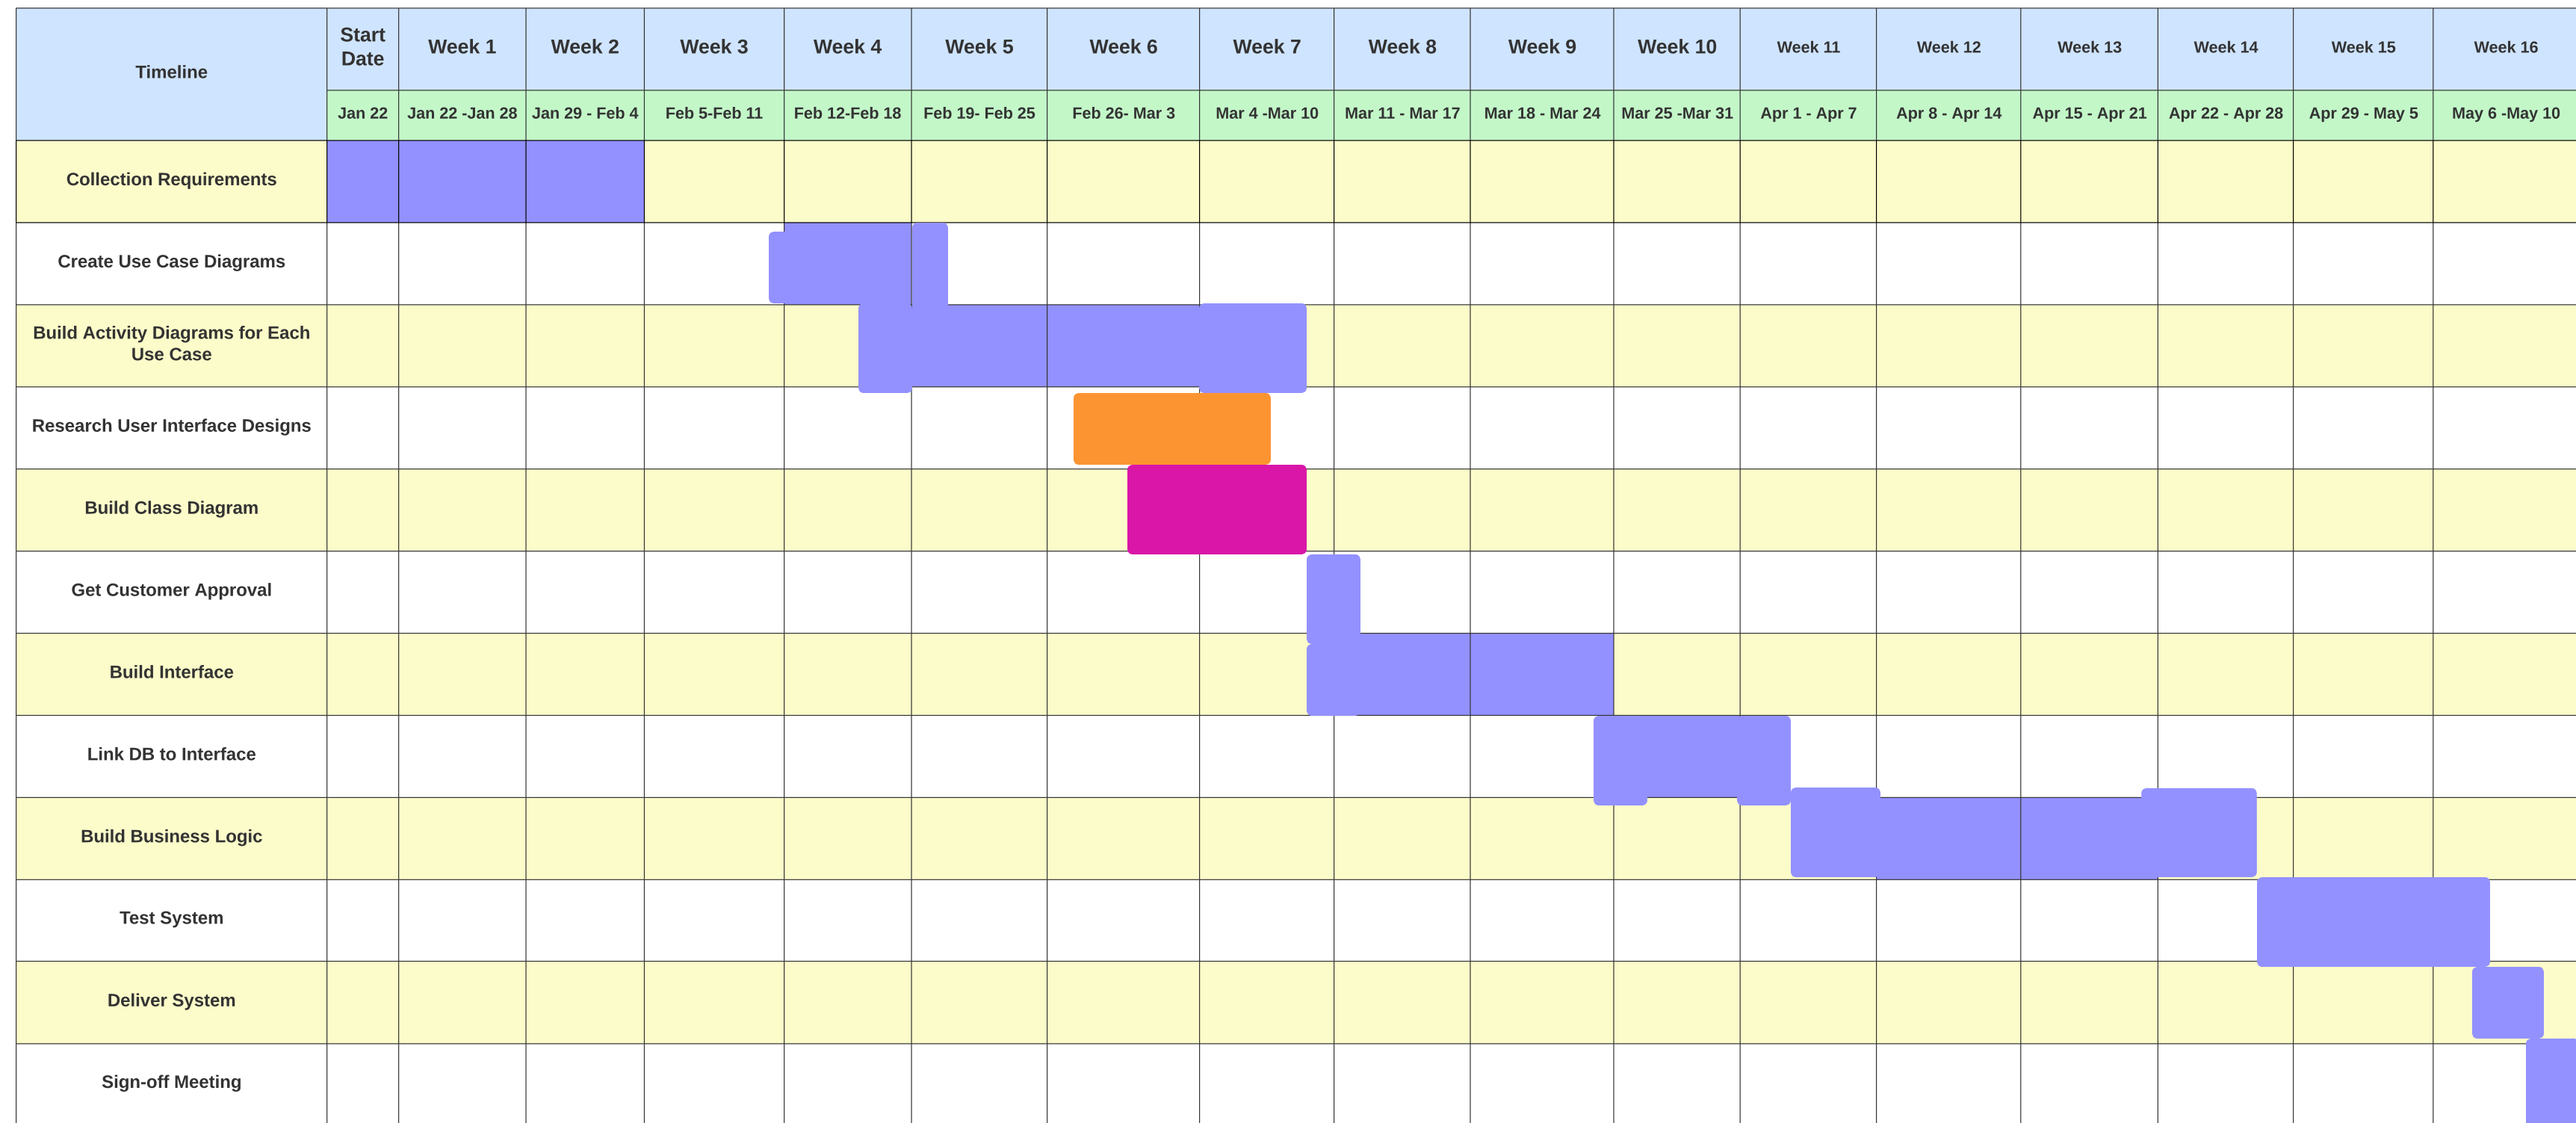 Timeline
Start
Date
Week 1
Week 2
Week 3
Week 4
Week 5
Week 6
Week 7
Week 8
Week 9
Week 10
Week 11
Week 12
Week 13
Week 14
Week 15
Week 16
Jan 22
Jan 22 -Jan 28
Jan 29 - Feb 4
Feb 5-Feb 11
Feb 12-Feb 18
Feb 19- Feb 25
Feb 26- Mar 3
Mar 4 -Mar 10
Mar 11 - Mar 17
Mar 18 - Mar 24
Mar 25 -Mar 31
Apr 1 - Apr 7
Apr 8 - Apr 14
Apr 15 - Apr 21
Apr 22 - Apr 28
Apr 29 - May 5
May 6 -May 10
Collection Requirements
Create Use Case Diagrams
Build Activity Diagrams for Each
Use Case
Research User Interface Designs
Build Class Diagram
Get Customer Approval
Build Interface
Link DB to Interface
Build Business Logic
Test System
Deliver System
Sign-off Meeting